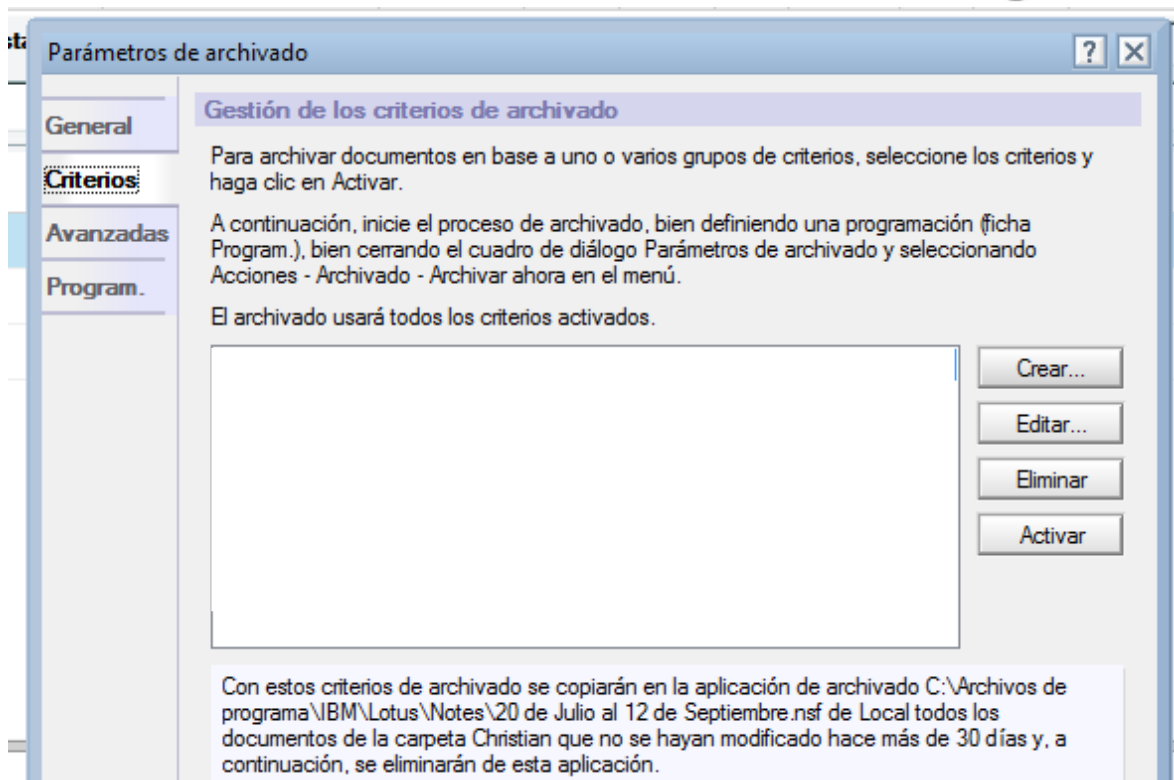 sta
Parámetros de archivado
?
General
Criterios
Avanzadas
Program.
Gestión de los criterios de archivado
Para archivar documentos en base a uno o varios grupos de criterios, seleccione los criterios y
haga clic en Activar.
A continuación, inicie el proceso de archivado, bien definiendo una programación (ficha
Program.), bien cerrando el cuadro de diálogo Parámetros de archivado y seleccionando
Acciones - Archivado - Archivar ahora en el menú.
El archivado usará todos los criterios activados.
Crear...
Editar...
Eliminar
Activar
Con estos criterios de archivado se copiarán en la aplicación de archivado C:\Archivos de
programa\IBM\Lotus\Notes\20 de Julio al 12 de Septiembre.nsf de Local todos los
documentos de la carpeta Christian que no se hayan modificado hace más de 30 días y, a
continuación, se eliminarán de esta aplicación.